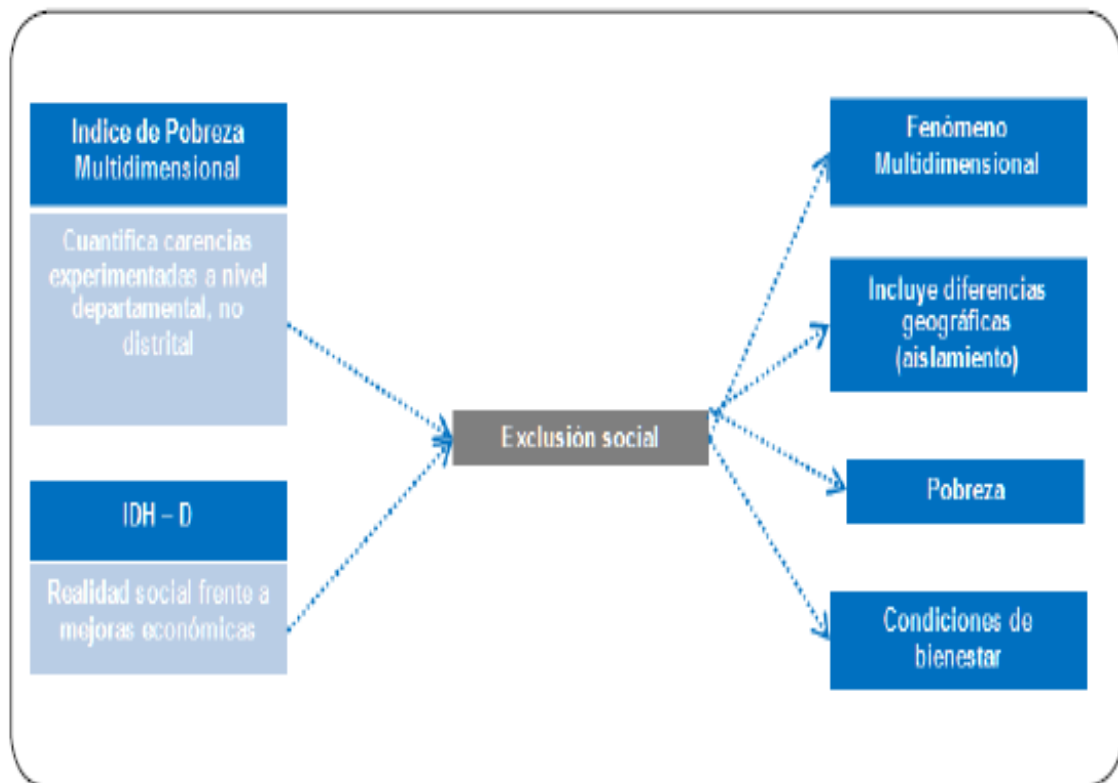 Indice de Pobreza
Multidimensional
Cuantifica carencias
experimentadas a nivel
departamental, no
distrital
IDH – D
Realidad social frente a
mejoras económicas
Exclusión social
Fenómeno
Multidimensional
Incluye diferencias
geográficas
(aislamiento)
Pobreza
Condiciones de
bienestar